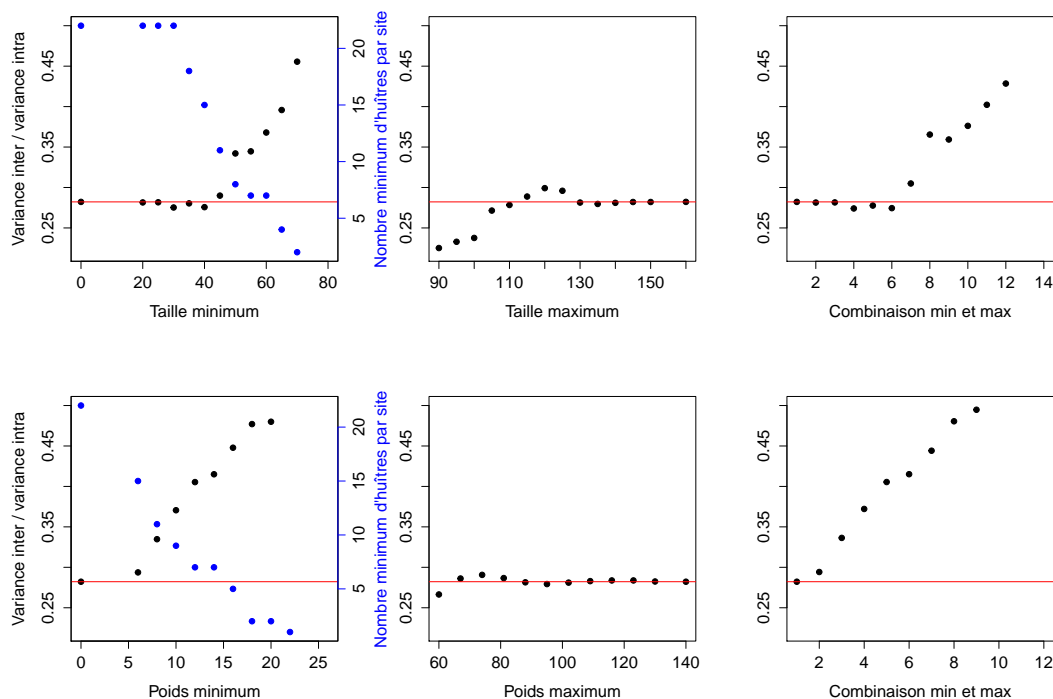 0.25 0.35 0.45
Variance inter / variance intra
0 20 40 60 80
Taille minimum
5 10 15 20
Nombre minimum d'huîtres par site
0.25 0.35 0.45
90 110 130 150
Taille maximum
0.25 0.35 0.45
2 4 6 8 10 12 14
Combinaison min et max
0.25 0.35 0.45
Variance inter / variance intra
0 5 10 15 20 25
Poids minimum
5 10 15 20
Nombre minimum d'huîtres par site
0.25 0.35 0.45
60 80 100 120 140
Poids maximum
0.25 0.35 0.45
2 4 6 8 10 12
Combinaison min et max